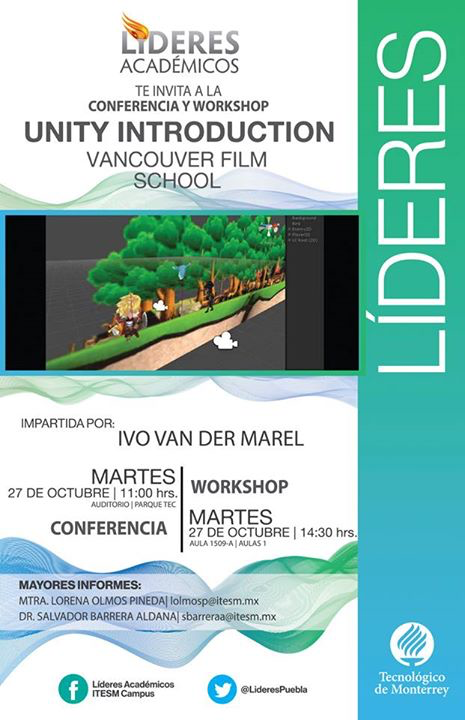 LÍDERES
ACADÉMICOS
TE INVITA A LA
CONFERENCIA Y WORKSHOP
UNITY INTRODUCTION
VANCOUVER FILM
SCHOOL
LÍDERES
IMPARTIDA POR:
IVO VAN DER MAREL
MARTES
27 DE OCTUBRE | 11:00 hrs.
AUDITORIO | PARQUE TEC
CONFERENCIA
WORKSHOP
MARTES
27 DE OCTUBRE | 14:30 hrs.
AULA 1509-A | AULAS 1
MAYORES INFORMES:
MTRA. LORENA OLMOS PINEDA| lolmosp@itesm.mx
DR. SALVADOR BARRERA ALDANA| sbarreraa@itesm.mx
Líderes Académicos
ITESM Campus
@LideresPuebla
Tecnológico
de Monterrey